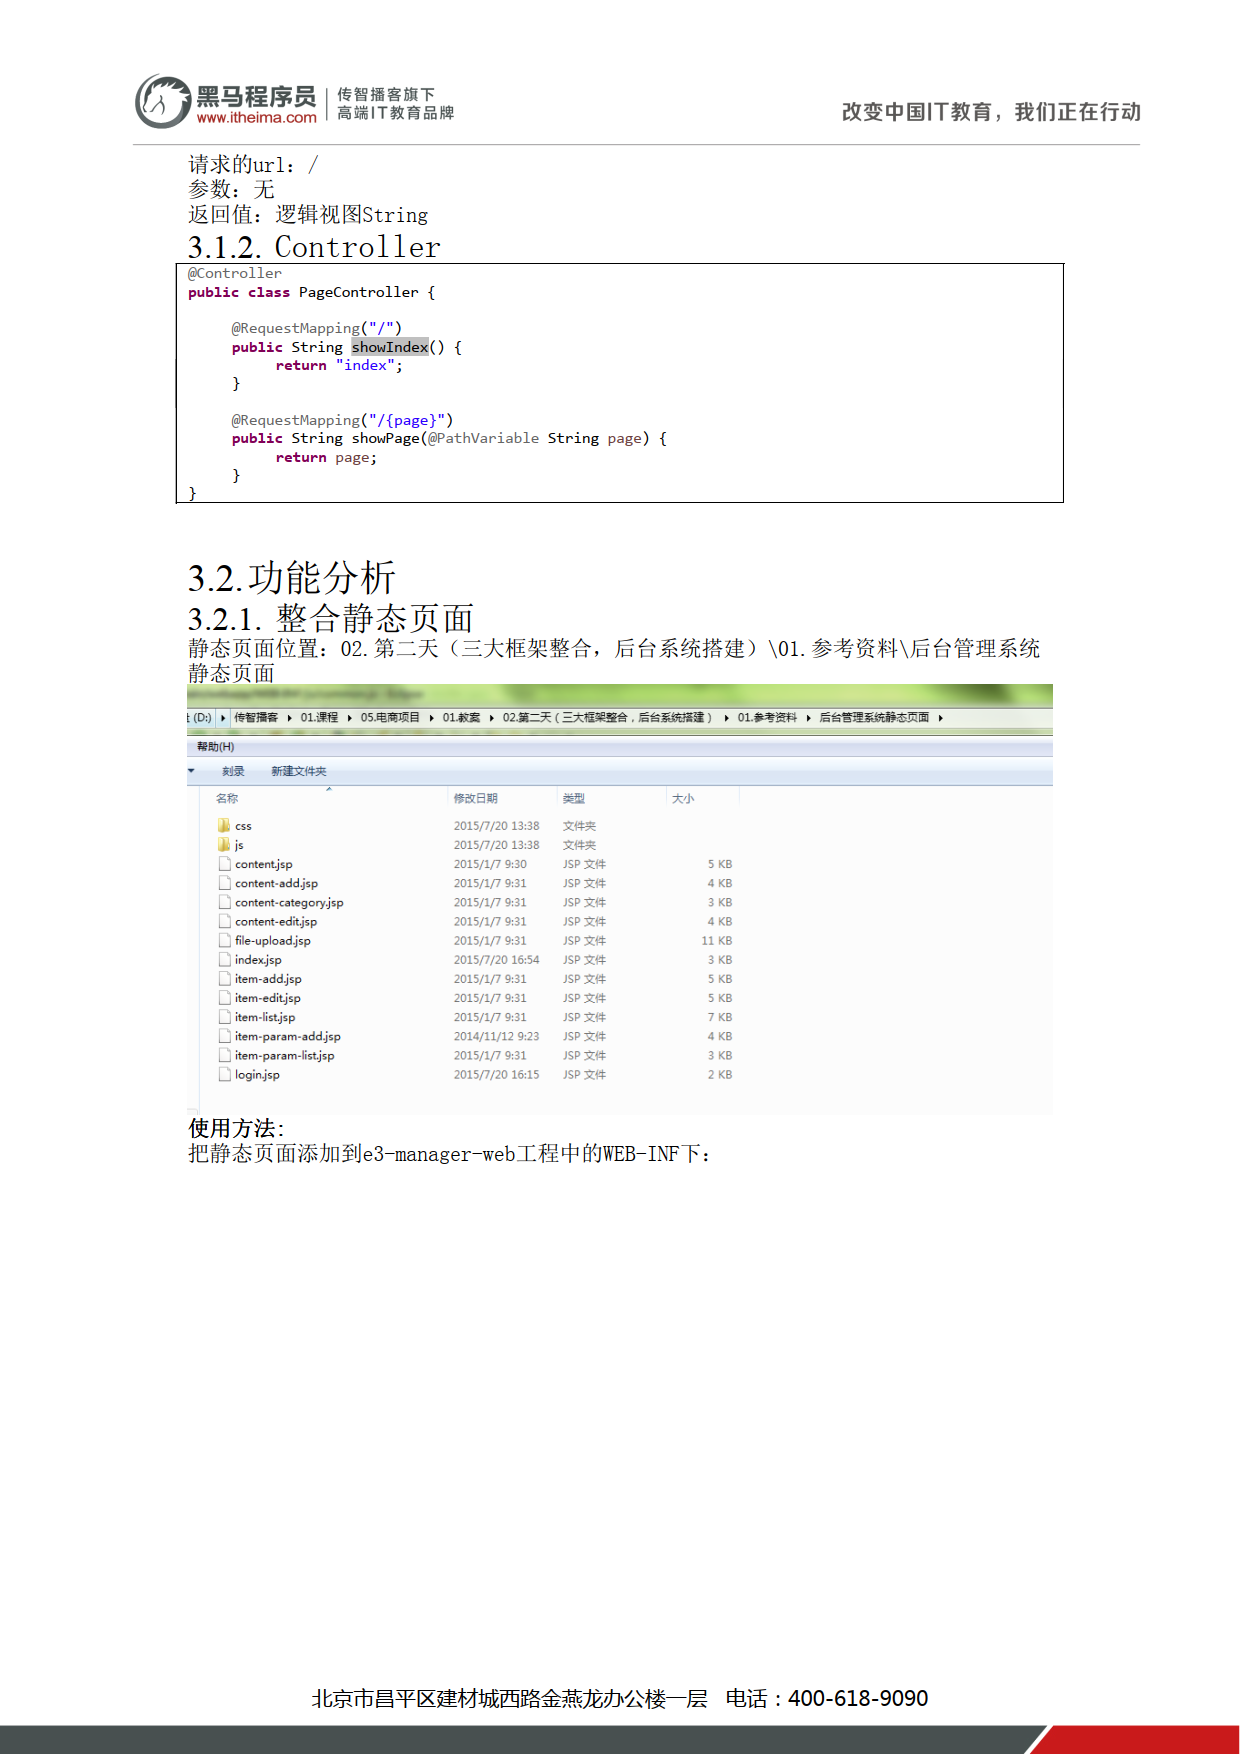 黑马程序员
www.itheima.com
传智播客旗下
高端IT教育品牌
改变中国IT教育，我们正在行动
请求的url：/
参数：无
返回值：逻辑视图String
3.1.2. Controller
@Controller
public class PageController {
@RequestMapping("/")
public String showIndex() {
return "index";
}
@RequestMapping("/{page}")
public String showPage(@PathVariable String page) {
return page;
}
}
3.2.功能分析
3.2.1. 整合静态页面
静态页面位置：02.第二天（三大框架整合，后台系统搭建）\01.参考资料\后台管理系统
静态页面
(D:) 传智播客 01.课程 05.电商项目 01.教案 02.第二天（三大框架整合，后台系统搭建） 01.参考资料 后台管理系统静态页面
帮助(H)
刻录 新建文件夹
名称 修改日期 类型 大小
css 2015/7/20 13:38 文件夹
js 2015/7/20 13:38 文件夹
content.jsp 2015/1/7 9:30 JSP 文件 5 KB
content-add.jsp 2015/1/7 9:31 JSP 文件 4 KB
content-category.jsp 2015/1/7 9:31 JSP 文件 3 KB
content-edit.jsp 2015/1/7 9:31 JSP 文件 4 KB
file-upload.jsp 2015/1/7 9:31 JSP 文件 11 KB
index.jsp 2015/7/20 16:54 JSP 文件 3 KB
item-add.jsp 2015/1/7 9:31 JSP 文件 5 KB
item-edit.jsp 2015/1/7 9:31 JSP 文件 5 KB
item-list.jsp 2015/1/7 9:31 JSP 文件 7 KB
item-param-add.jsp 2014/11/12 9:23 JSP 文件 4 KB
item-param-list.jsp 2015/1/7 9:31 JSP 文件 3 KB
login.jsp 2015/7/20 16:15 JSP 文件 2 KB
使用方法：
把静态页面添加到e3-manager-web工程中的WEB-INF下：
北京市昌平区建材城西路金燕龙办公楼一层 电话：400-618-9090